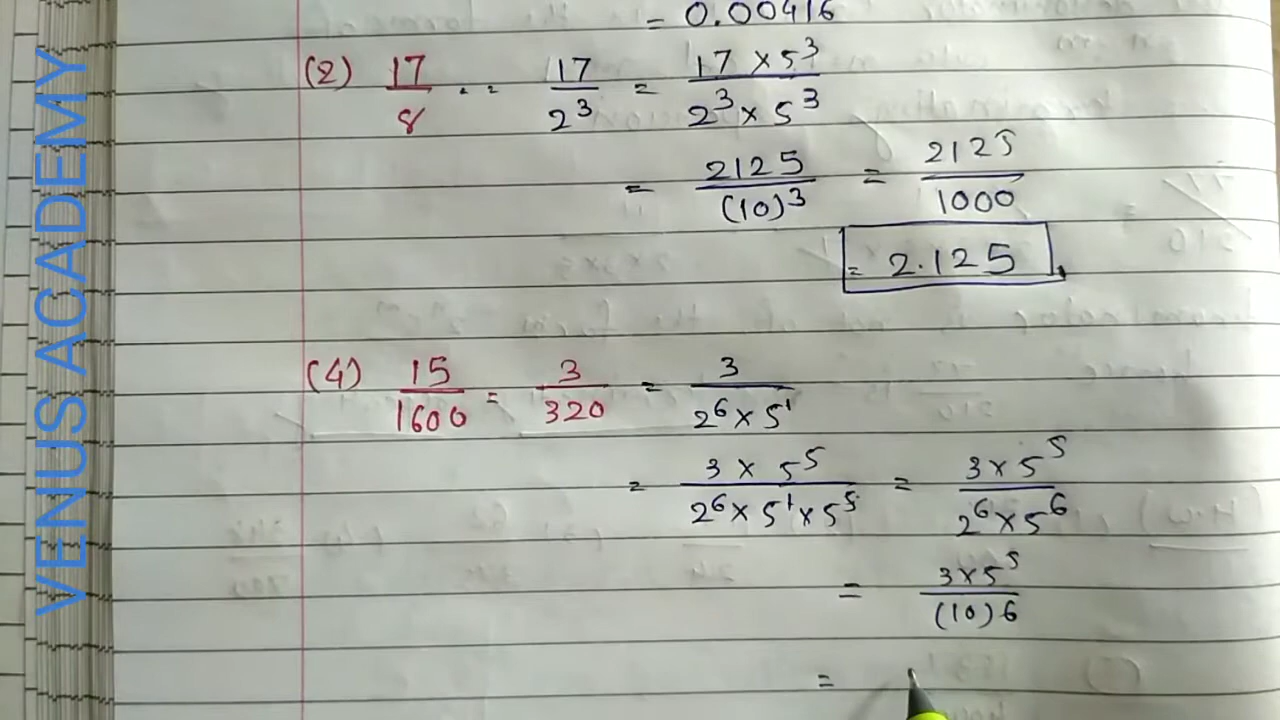 VENUS ACADEMY
= 0.00416
(2) 17/8 .. 17/2³ = 17 × 5³/2³ × 5³
= 2125/(10)³ = 2125/1000
= 2.125
(4) 15/1600 = 3/320 = 3/2⁶ × 5¹
= 3 × 5⁵/2⁶ × 5¹ × 5⁵ = 3 × 5⁵/2⁶ × 5⁶
= 3 × 5⁵/(10)6
=